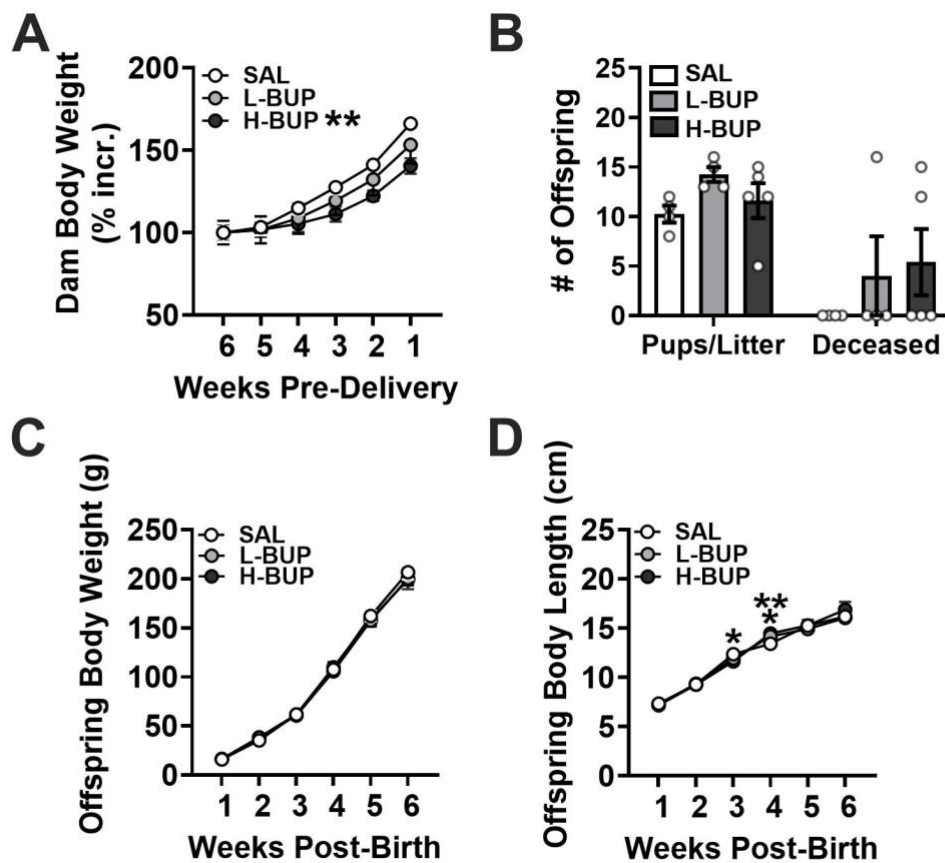 A
Dam Body Weight
(% incr.)
200
150
100
50
SAL
L-BUP
H-BUP **
6 5 4 3 2 1
Weeks Pre-Delivery
B
# of Offspring
25
20
15
10
5
0
SAL
L-BUP
H-BUP
Pups/Litter Deceased
C
Offspring Body Weight (g)
250
200
150
100
50
0
SAL
L-BUP
H-BUP
1 2 3 4 5 6
Weeks Post-Birth
D
Offspring Body Length (cm)
25
20
15
10
5
0
SAL
L-BUP
H-BUP
**
* *
1 2 3 4 5 6
Weeks Post-Birth